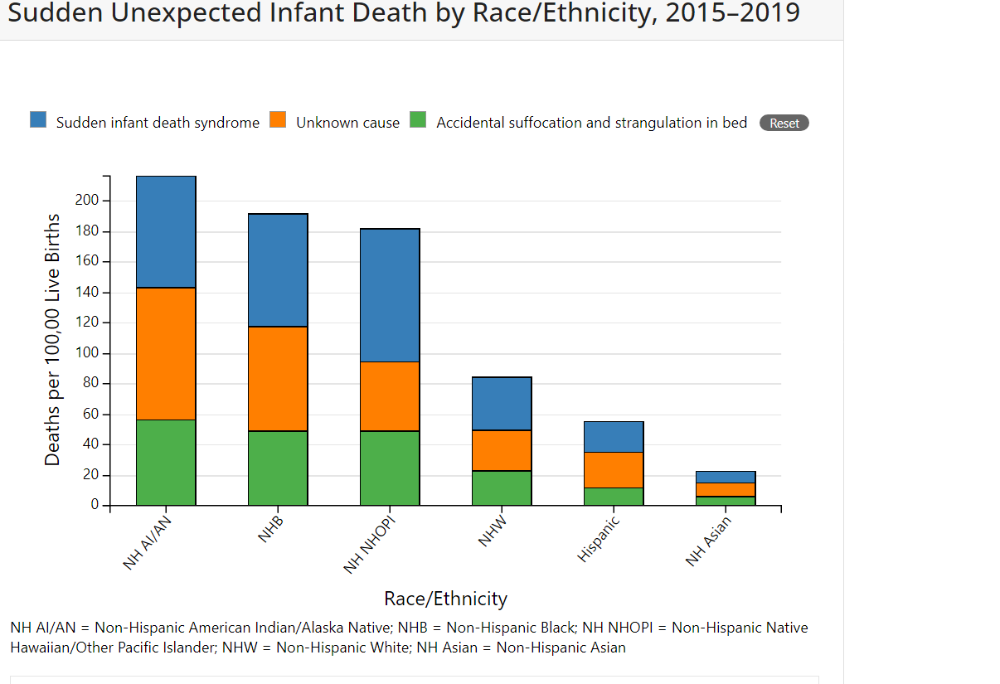 Sudden Unexpected Infant Death by Race/Ethnicity, 2015–2019
Sudden infant death syndrome Unknown cause Accidental suffocation and strangulation in bed Reset
Deaths per 100,00 Live Births
200
180
160
140
120
100
80
60
40
20
0
NH AI/AN
NHB
NH NHOPI
NHW
Hispanic
NH Asian
Race/Ethnicity
NH AI/AN = Non-Hispanic American Indian/Alaska Native; NHB = Non-Hispanic Black; NH NHOPI = Non-Hispanic Native
Hawaiian/Other Pacific Islander; NHW = Non-Hispanic White; NH Asian = Non-Hispanic Asian